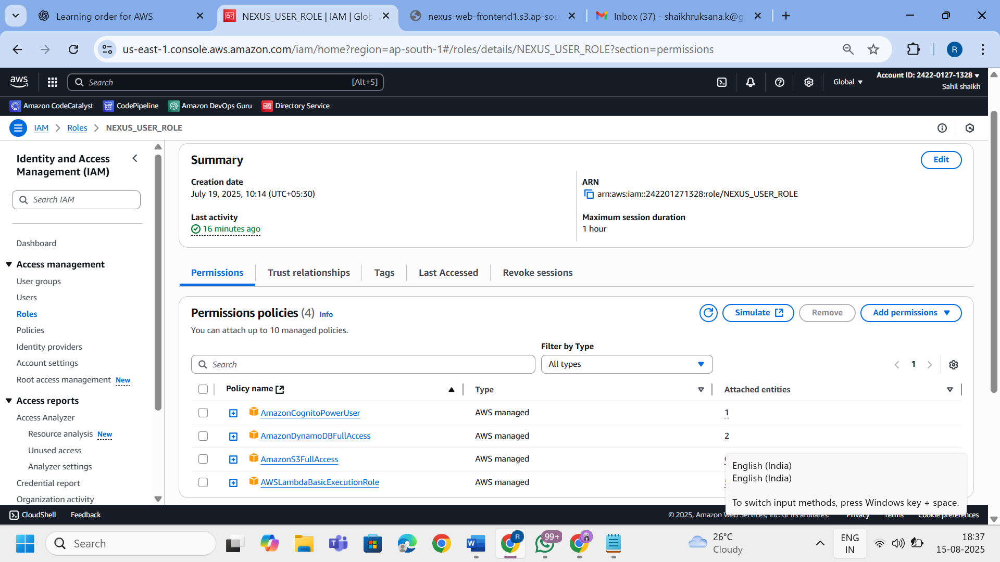 Learning order for AWS
NEXUS_USER_ROLE | IAM | Glob
nexus-web-frontend1.s3.ap-sou
Inbox (37) - shaikhruksana.k@g
us-east-1.console.aws.amazon.com/iam/home?region=ap-south-1#/roles/details/NEXUS_USER_ROLE?section=permissions
R
aws
Search
[Alt+S]
Global
Account ID: 2422-0127-1328
Sahil shaikh
Amazon CodeCatalyst
CodePipeline
Amazon DevOps Guru
Directory Service
IAM
Roles
NEXUS_USER_ROLE
Identity and Access
Management (IAM)
Search IAM
Dashboard
Access management
User groups
Users
Roles
Policies
Identity providers
Account settings
Root access management New
Access reports
Access Analyzer
Resource analysis New
Unused access
Analyzer settings
Credential report
Organization activity
Summary
Edit
Creation date
July 19, 2025, 10:14 (UTC+05:30)
ARN
arn:aws:iam::242201271328:role/NEXUS_USER_ROLE
Last activity
16 minutes ago
Maximum session duration
1 hour
Permissions
Trust relationships
Tags
Last Accessed
Revoke sessions
Permissions policies (4) Info
Simulate
Remove
Add permissions
You can attach up to 10 managed policies.
Filter by Type
Search
All types
1
Policy name
Type
Attached entities
AmazonCognitoPowerUser
AWS managed
1
AmazonDynamoDBFullAccess
AWS managed
2
AmazonS3FullAccess
AWS managed
AWSLambdaBasicExecutionRole
AWS managed
English (India)
English (India)
To switch input methods, press Windows key + space.
CloudShell
Feedback
© 2025, Amazon Web Services, Inc. or its affiliates.
Privacy
Terms
Cookie preferences
Search
R
99+
26°C
Cloudy
ENG
IN
18:37
15-08-2025